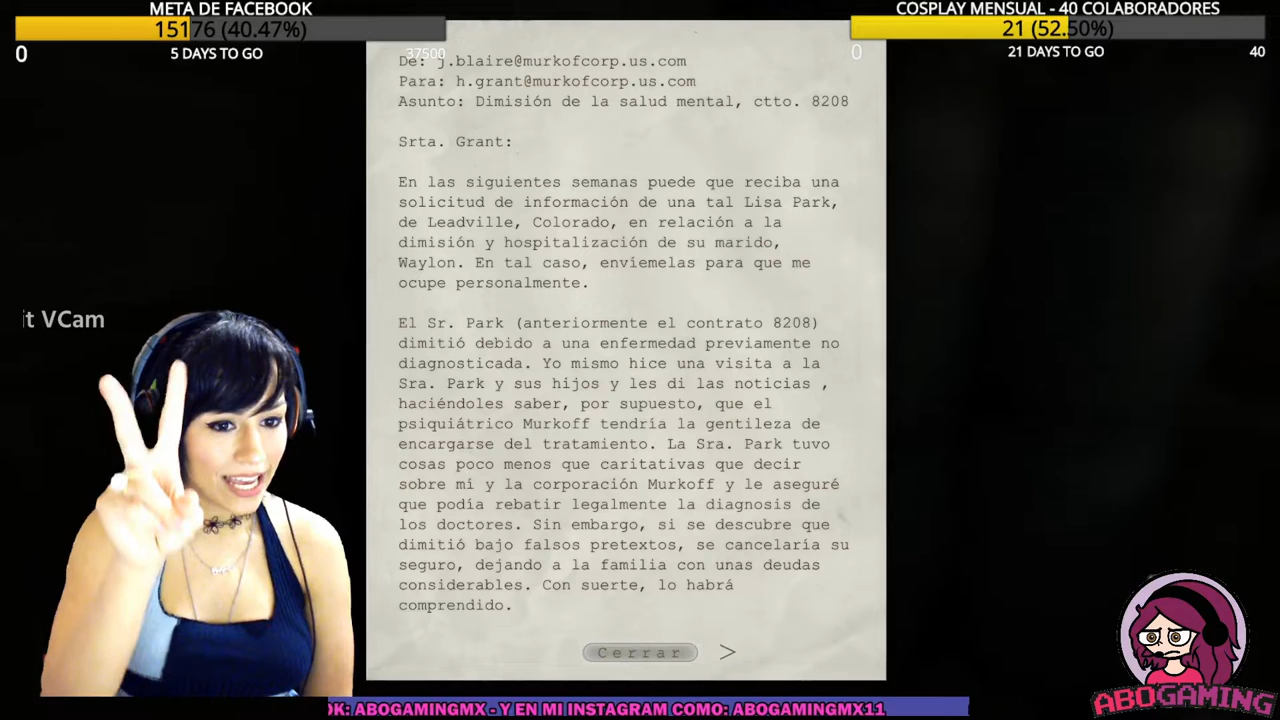 META DE FACEBOOK
15176 (40.47%)
0
5 DAYS TO GO
37500
COSPLAY MENSUAL - 40 COLABORADORES
21 (52.50%)
0
21 DAYS TO GO
40
De: j.blaire@murkofcorp.us.com
Para: h.grant@murkofcorp.us.com
Asunto: Dimisión de la salud mental, ctto. 8208
Srta. Grant:
En las siguientes semanas puede que reciba una
solicitud de información de una tal Lisa Park,
de Leadville, Colorado, en relación a la
dimisión y hospitalización de su marido,
Waylon. En tal caso, envíemelas para que me
ocupe personalmente.
El Sr. Park (anteriormente el contrato 8208)
dimitió debido a una enfermedad previamente no
diagnosticada. Yo mismo hice una visita a la
Sra. Park y sus hijos y les di las noticias ,
haciéndoles saber, por supuesto, que el
psiquiátrico Murkoff tendría la gentileza de
encargarse del tratamiento. La Sra. Park tuvo
cosas poco menos que caritativas que decir
sobre mí y la corporación Murkoff y le aseguré
que podía rebatir legalmente la diagnosis de
los doctores. Sin embargo, si se descubre que
dimitió bajo falsos pretextos, se cancelaría su
seguro, dejando a la familia con unas deudas
considerables. Con suerte, lo habrá
comprendido.
Cerrar >
it VCam
ABOGAMING
OK: ABOGAMINGMX - Y EN MI INSTAGRAM COMO: ABOGAMINGMX11